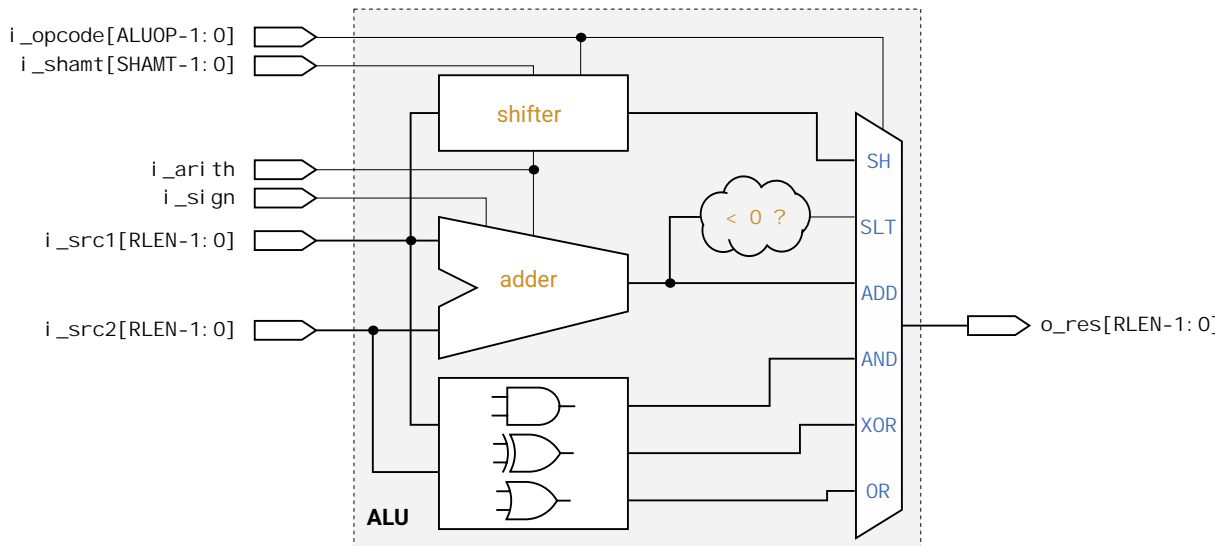 i_opcode[ALUOP-1:0]
i_shamt[SHAMT-1:0]
shifter
SH
i_arith
i_sign
< 0 ?
SLT
i_src1[RLEN-1:0]
adder
ADD
i_src2[RLEN-1:0]
o_res[RLEN-1:0]
AND
XOR
OR
ALU